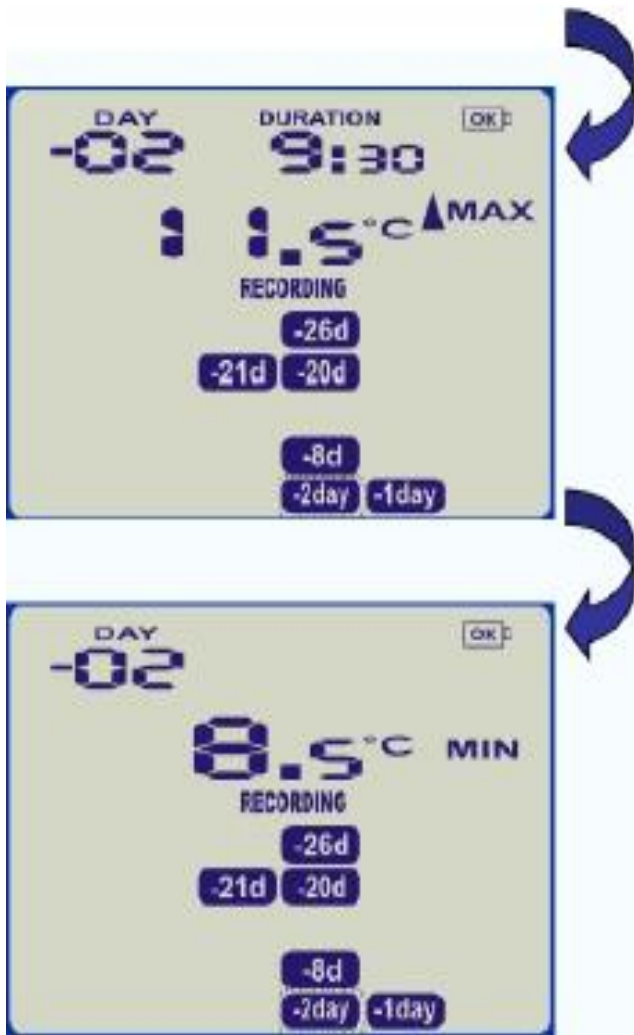 DAY DURATION OK
-02 9:30
11.5°C MAX
RECORDING
-26d
-21d -20d
-8d
-2day -1day
DAY OK
-02
8.5°C MIN
RECORDING
-26d
-21d -20d
-8d
-2day -1day